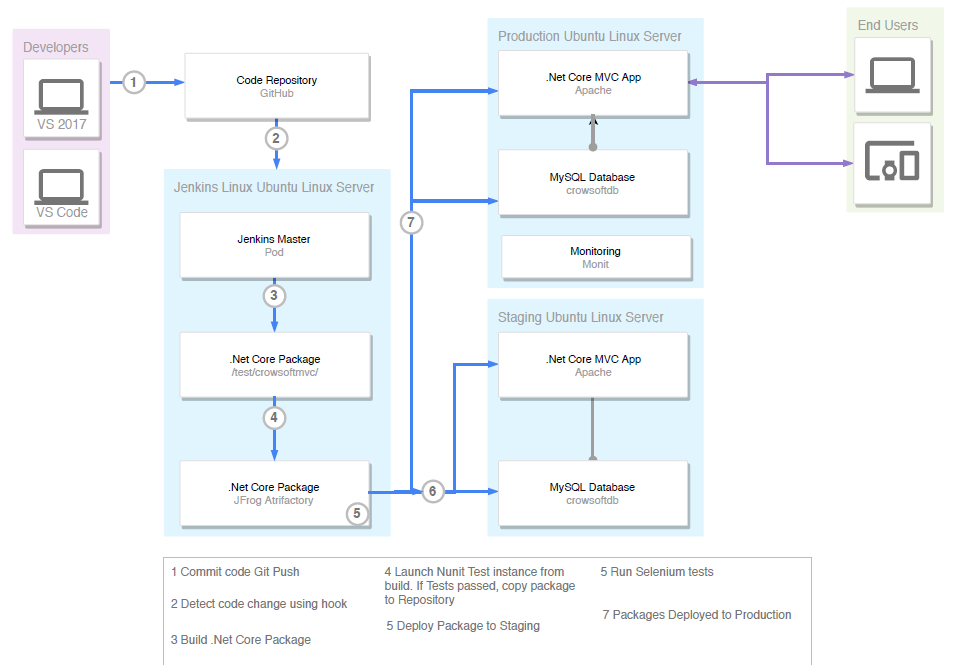 Developers
VS 2017
VS Code
1
Code Repository
GitHub
2
Jenkins Linux Ubuntu Linux Server
Jenkins Master
Pod
3
.Net Core Package
/test/crowsoftmvc/
4
.Net Core Package
JFrog Atrifactory
5
6
7
Production Ubuntu Linux Server
.Net Core MVC App
Apache
MySQL Database
crowsoftdb
Monitoring
Monit
Staging Ubuntu Linux Server
.Net Core MVC App
Apache
MySQL Database
crowsoftdb
End Users
1 Commit code Git Push
2 Detect code change using hook
3 Build .Net Core Package
4 Launch Nunit Test instance from
build. If Tests passed, copy package
to Repository
5 Deploy Package to Staging
5 Run Selenium tests
7 Packages Deployed to Production